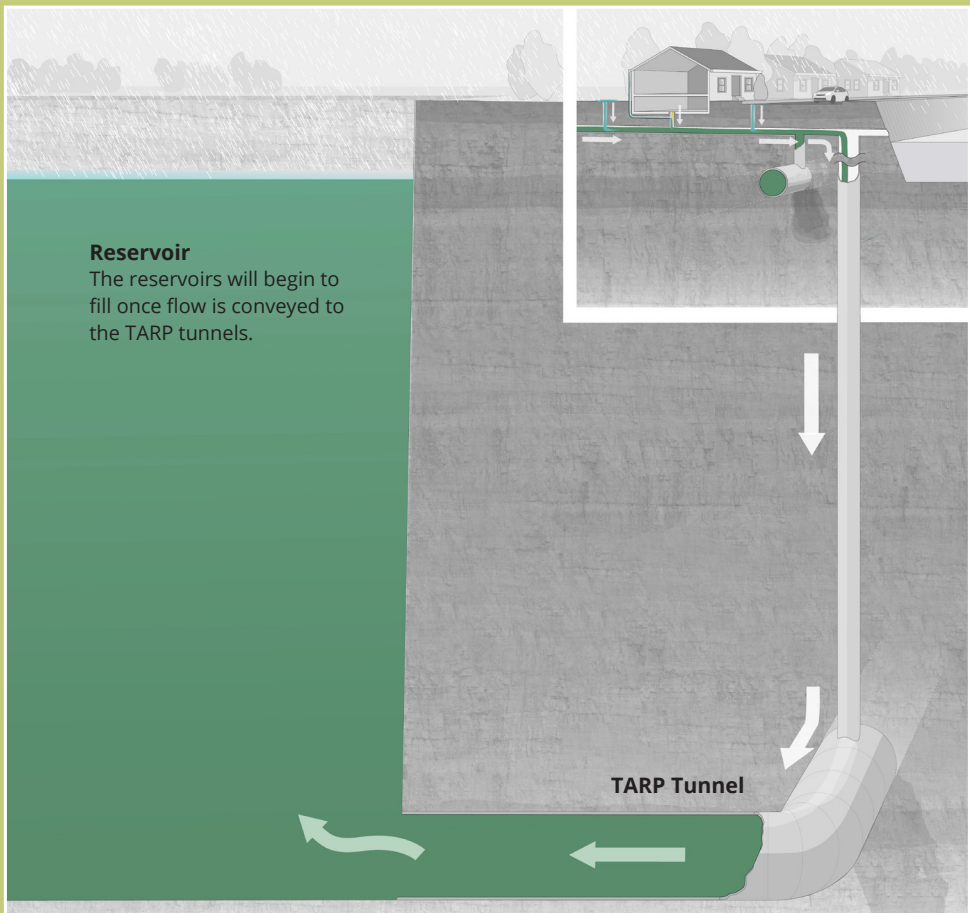 Reservoir
The reservoirs will begin to
fill once flow is conveyed to
the TARP tunnels.
TARP Tunnel